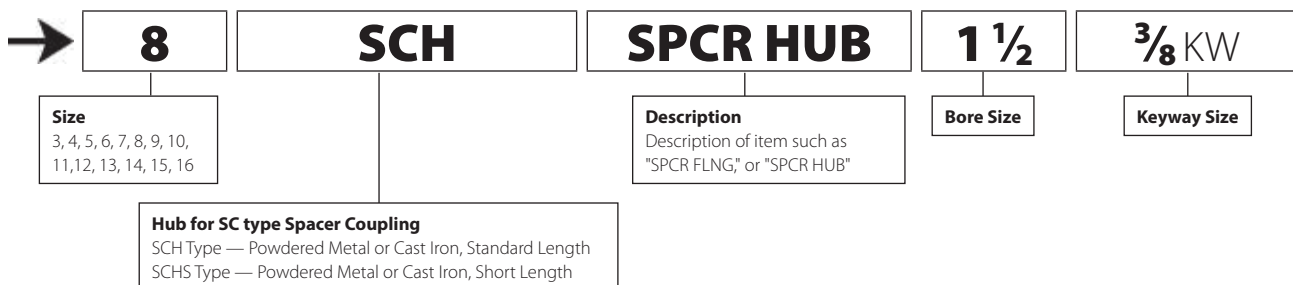 8 SCH SPCR HUB 1 ½ ⅜ KW
Size
3, 4, 5, 6, 7, 8, 9, 10,
11,12, 13, 14, 15, 16
Description
Description of item such as
"SPCR FLNG," or "SPCR HUB"
Bore Size
Keyway Size
Hub for SC type Spacer Coupling
SCH Type — Powdered Metal or Cast Iron, Standard Length
SCHS Type — Powdered Metal or Cast Iron, Short Length